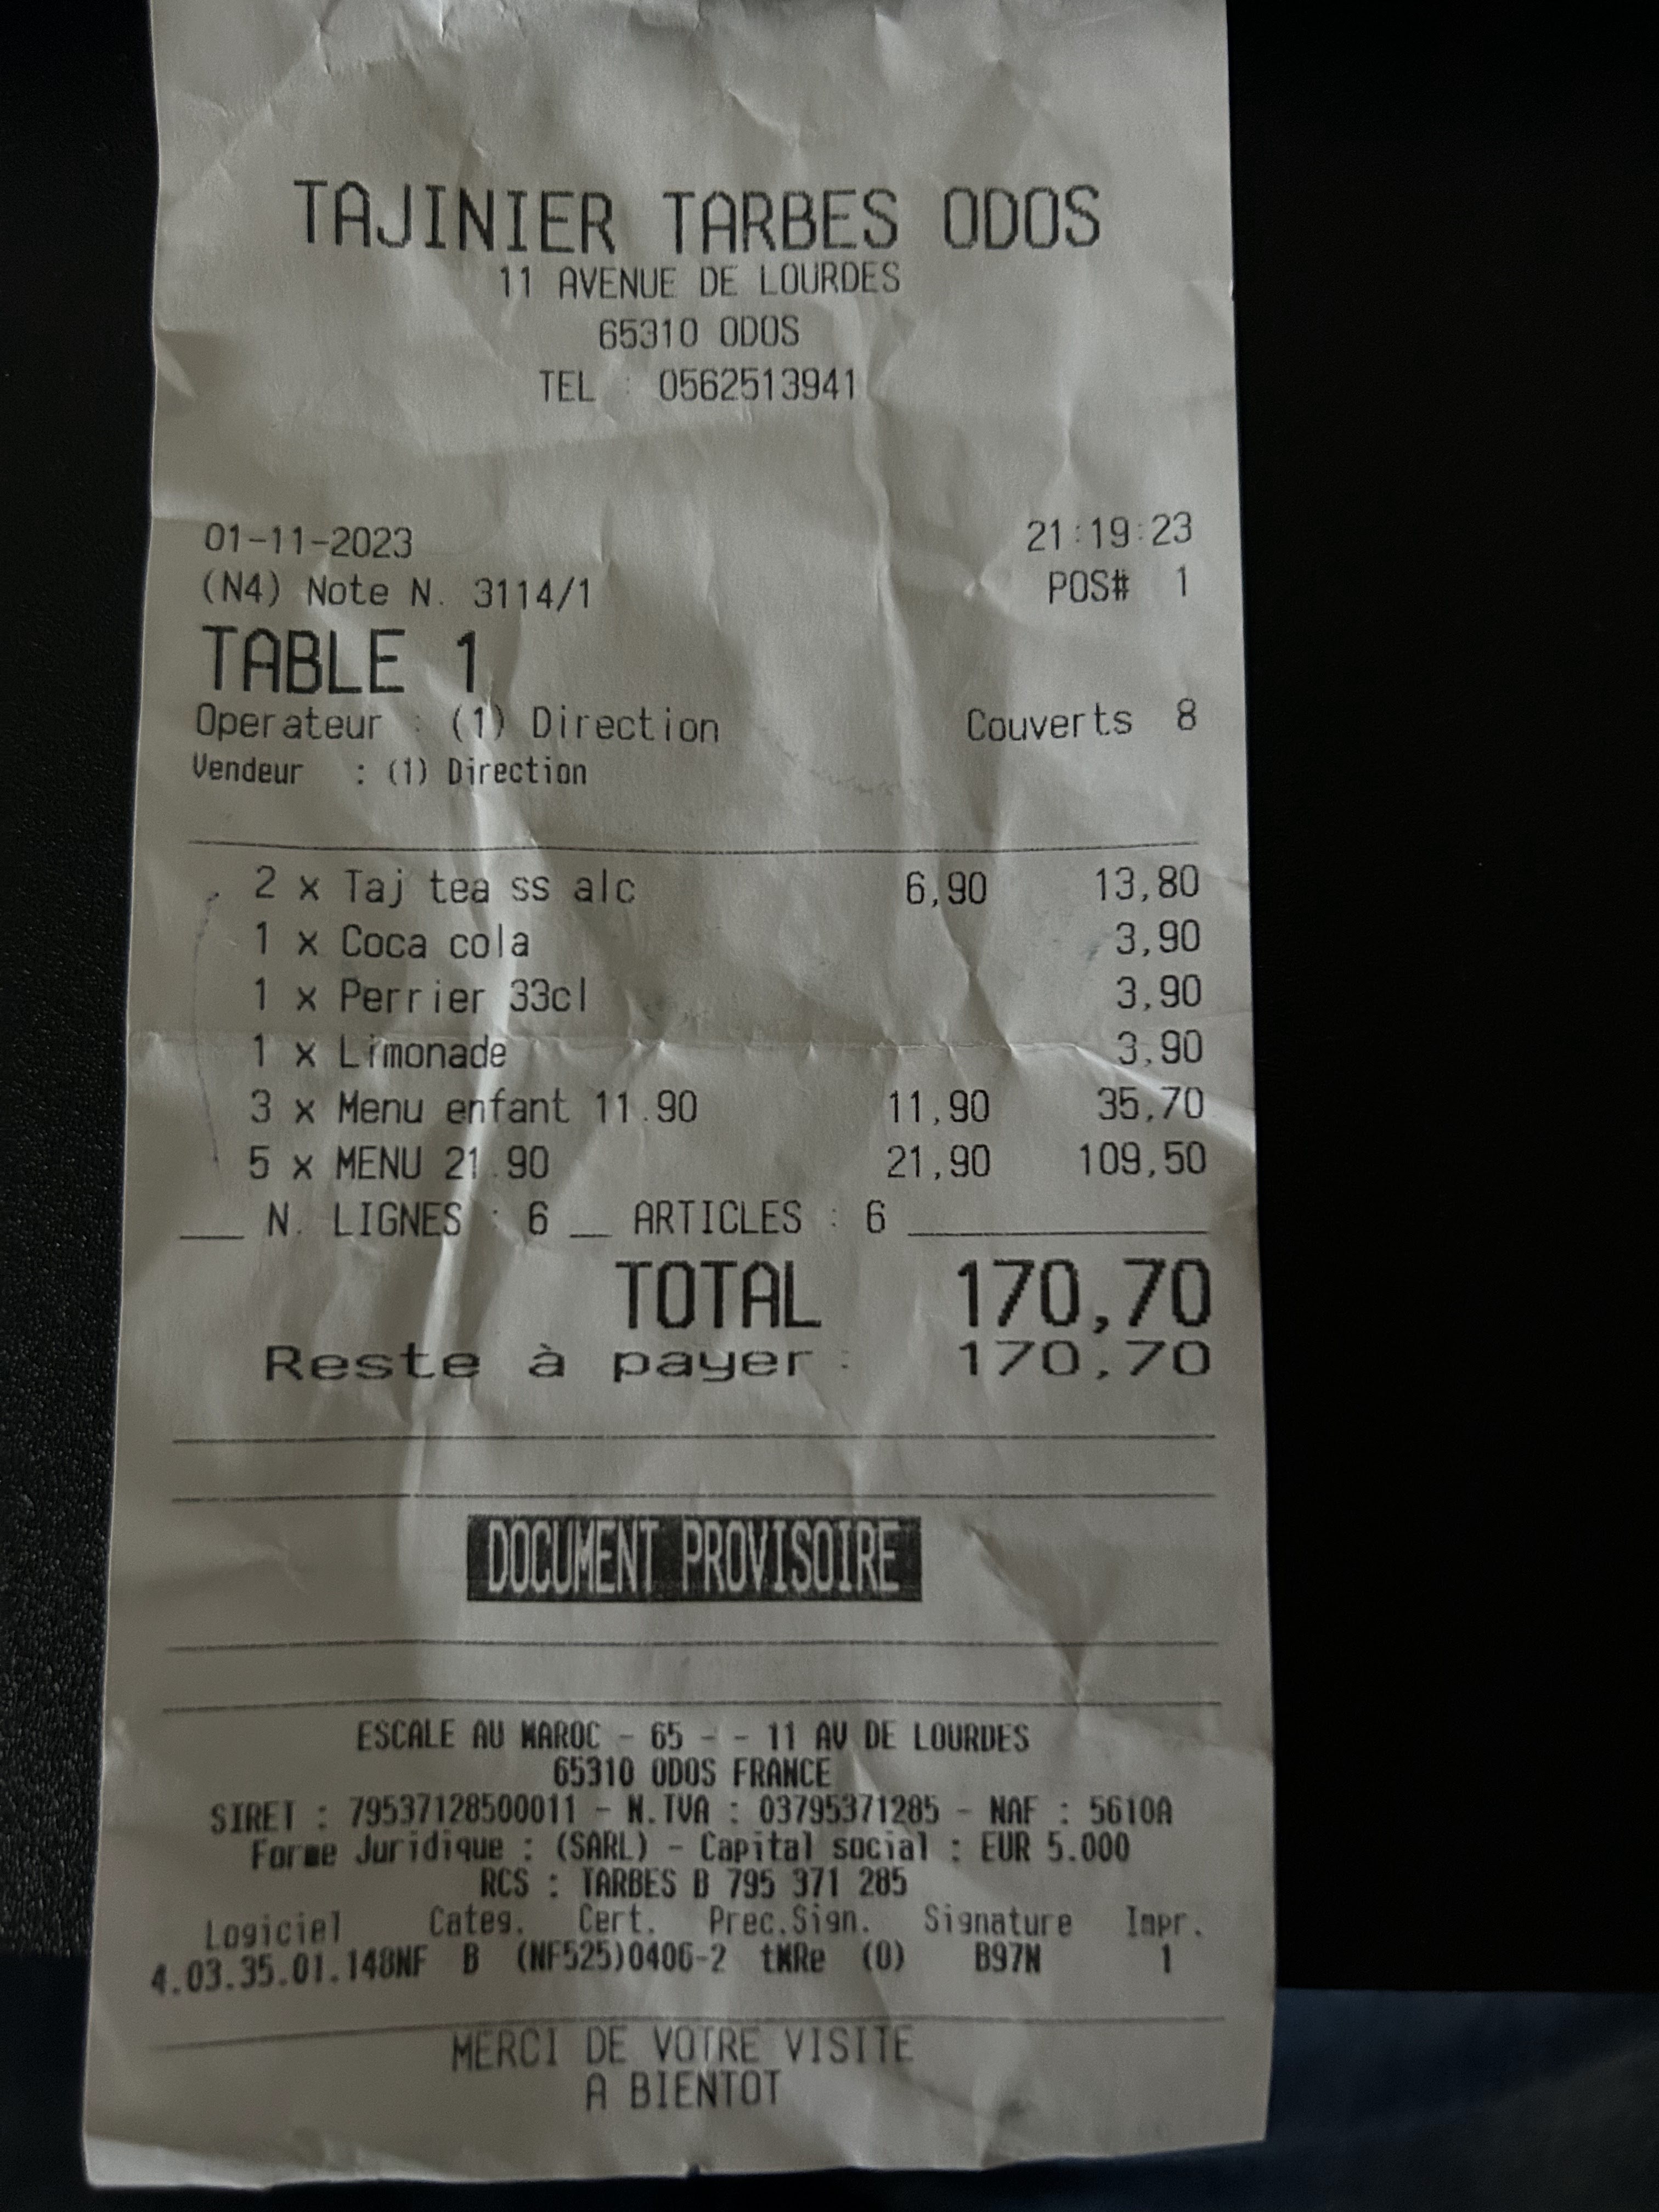 TAJINIER TARBES ODOS
11 AVENUE DE LOURDES
65310 ODOS
TEL : 0562513941
01-11-2023 21:19:23
(N4) Note N. 3114/1 POS# 1
TABLE 1
Operateur : (1) Direction Couverts 8
Vendeur : (1) Direction
2 x Taj tea ss alc 6,90 13,80
1 x Coca cola 3,90
1 x Perrier 33cl 3,90
1 x Limonade 3,90
3 x Menu enfant 11.90 11,90 35,70
5 x MENU 21.90 21,90 109,50
N. LIGNES : 6 __ ARTICLES : 6
TOTAL 170,70
Reste à payer : 170,70
DOCUMENT PROVISOIRE
ESCALE AU MAROC - 65 - - 11 AV DE LOURDES
65310 ODOS FRANCE
SIRET : 79537128500011 - N.TVA : 03795371285 - NAF : 5610A
Forme Juridique : (SARL) - Capital social : EUR 5.000
RCS : TARBES B 795 371 285
Logiciel Categ. Cert. Prec.Sign. Signature Impr.
4.03.35.01.148NF B (NF525)0406-2 tMRe (0) B97N 1
MERCI DE VOTRE VISITE
A BIENTOT